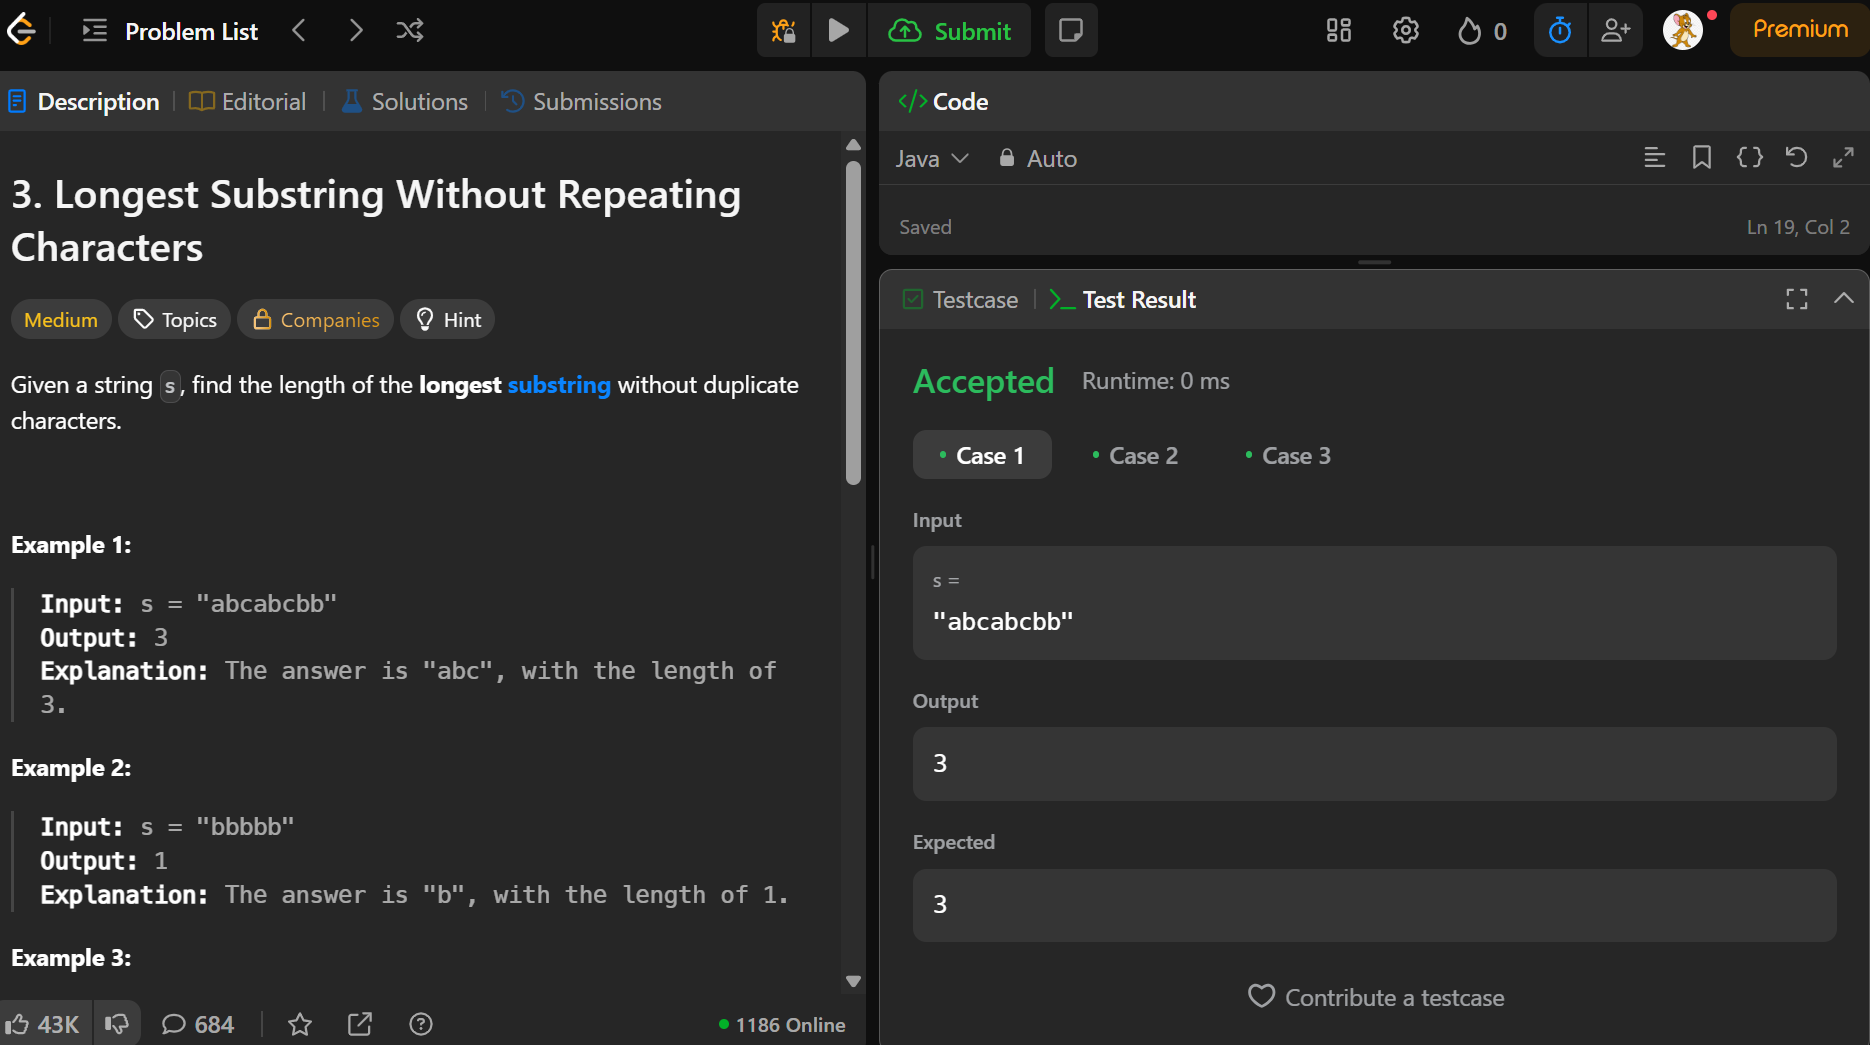 Problem List
Submit
0
Premium
Description
Editorial
Solutions
Submissions
3. Longest Substring Without Repeating
Characters
Medium
Topics
Companies
Hint
Given a string s, find the length of the longest substring without duplicate
characters.
Example 1:
Input: s = "abcabcbb"
Output: 3
Explanation: The answer is "abc", with the length of
3.
Example 2:
Input: s = "bbbbb"
Output: 1
Explanation: The answer is "b", with the length of 1.
Example 3:
43K
684
1186 Online
</> Code
Java
Auto
{}
Saved
Ln 19, Col 2
Testcase
>_ Test Result
Accepted
Runtime: 0 ms
Case 1
Case 2
Case 3
Input
s =
"abcabcbb"
Output
3
Expected
3
Contribute a testcase